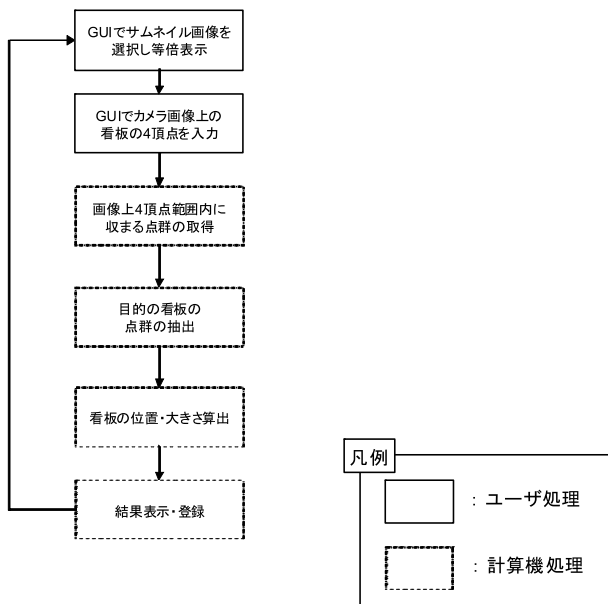 GUIでサムネイル画像を
選択し等倍表示
GUIでカメラ画像上の
看板の4頂点を入力
画像上4頂点範囲内に
収まる点群の取得
目的の看板の
点群の抽出
看板の位置・大きさ算出
結果表示・登録
凡例
：ユーザ処理
：計算機処理